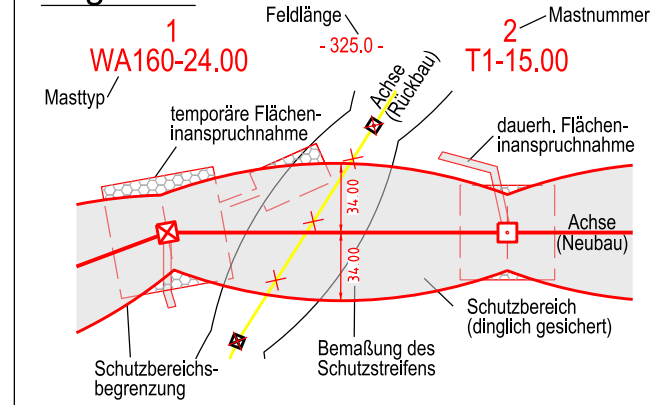 Feldlänge
Mastnummer
1
2
- 325.0 -
WA160-24.00
T1-15.00
Masttyp
Achse
(Rückbau)
temporäre Flächen-
inanspruchnahme
dauerh. Flächen-
inanspruchnahme
34.00
34.00
Achse
(Neubau)
Schutzbereich
(dinglich gesichert)
Schutzbereichs-
begrenzung
Bemaßung des
Schutzstreifens